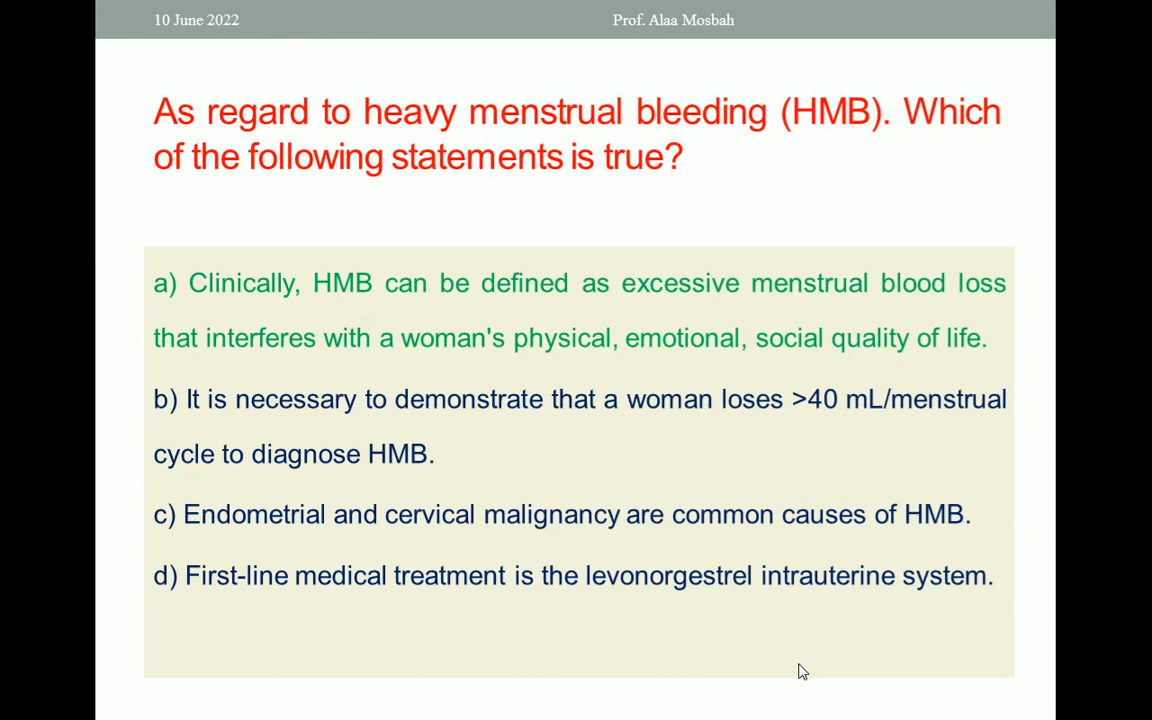 10 June 2022
Prof. Alaa Mosbah
As regard to heavy menstrual bleeding (HMB). Which
of the following statements is true?
a) Clinically, HMB can be defined as excessive menstrual blood loss
that interferes with a woman's physical, emotional, social quality of life.
b) It is necessary to demonstrate that a woman loses >40 mL/menstrual
cycle to diagnose HMB.
c) Endometrial and cervical malignancy are common causes of HMB.
d) First-line medical treatment is the levonorgestrel intrauterine system.